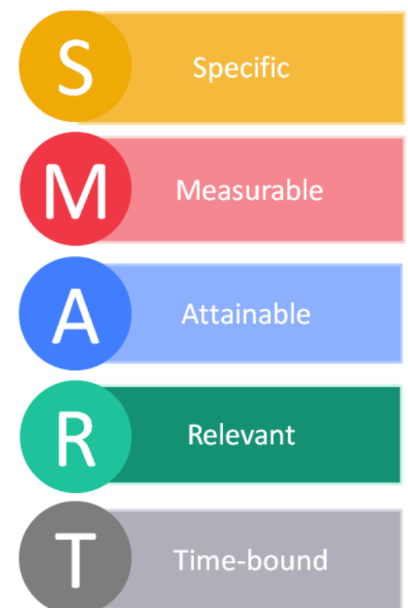 S Specific
M Measurable
A Attainable
R Relevant
T Time-bound